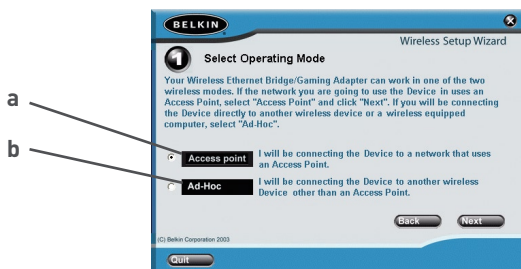 BELKIN
Wireless Setup Wizard
1 Select Operating Mode
Your Wireless Ethernet Bridge/Gaming Adapter can work in one of the two
wireless modes. If the network you are going to use the Device in uses an
Access Point, select "Access Point" and click "Next". If you will be connecting
the Device directly to another wireless device or a wireless equipped
computer, select "Ad-Hoc".
a
Access point I will be connecting the Device to a network that uses
an Access Point.
b
Ad-Hoc I will be connecting the Device to another wireless
Device other than an Access Point.
Back Next
(C) Belkin Corporation 2003
Quit